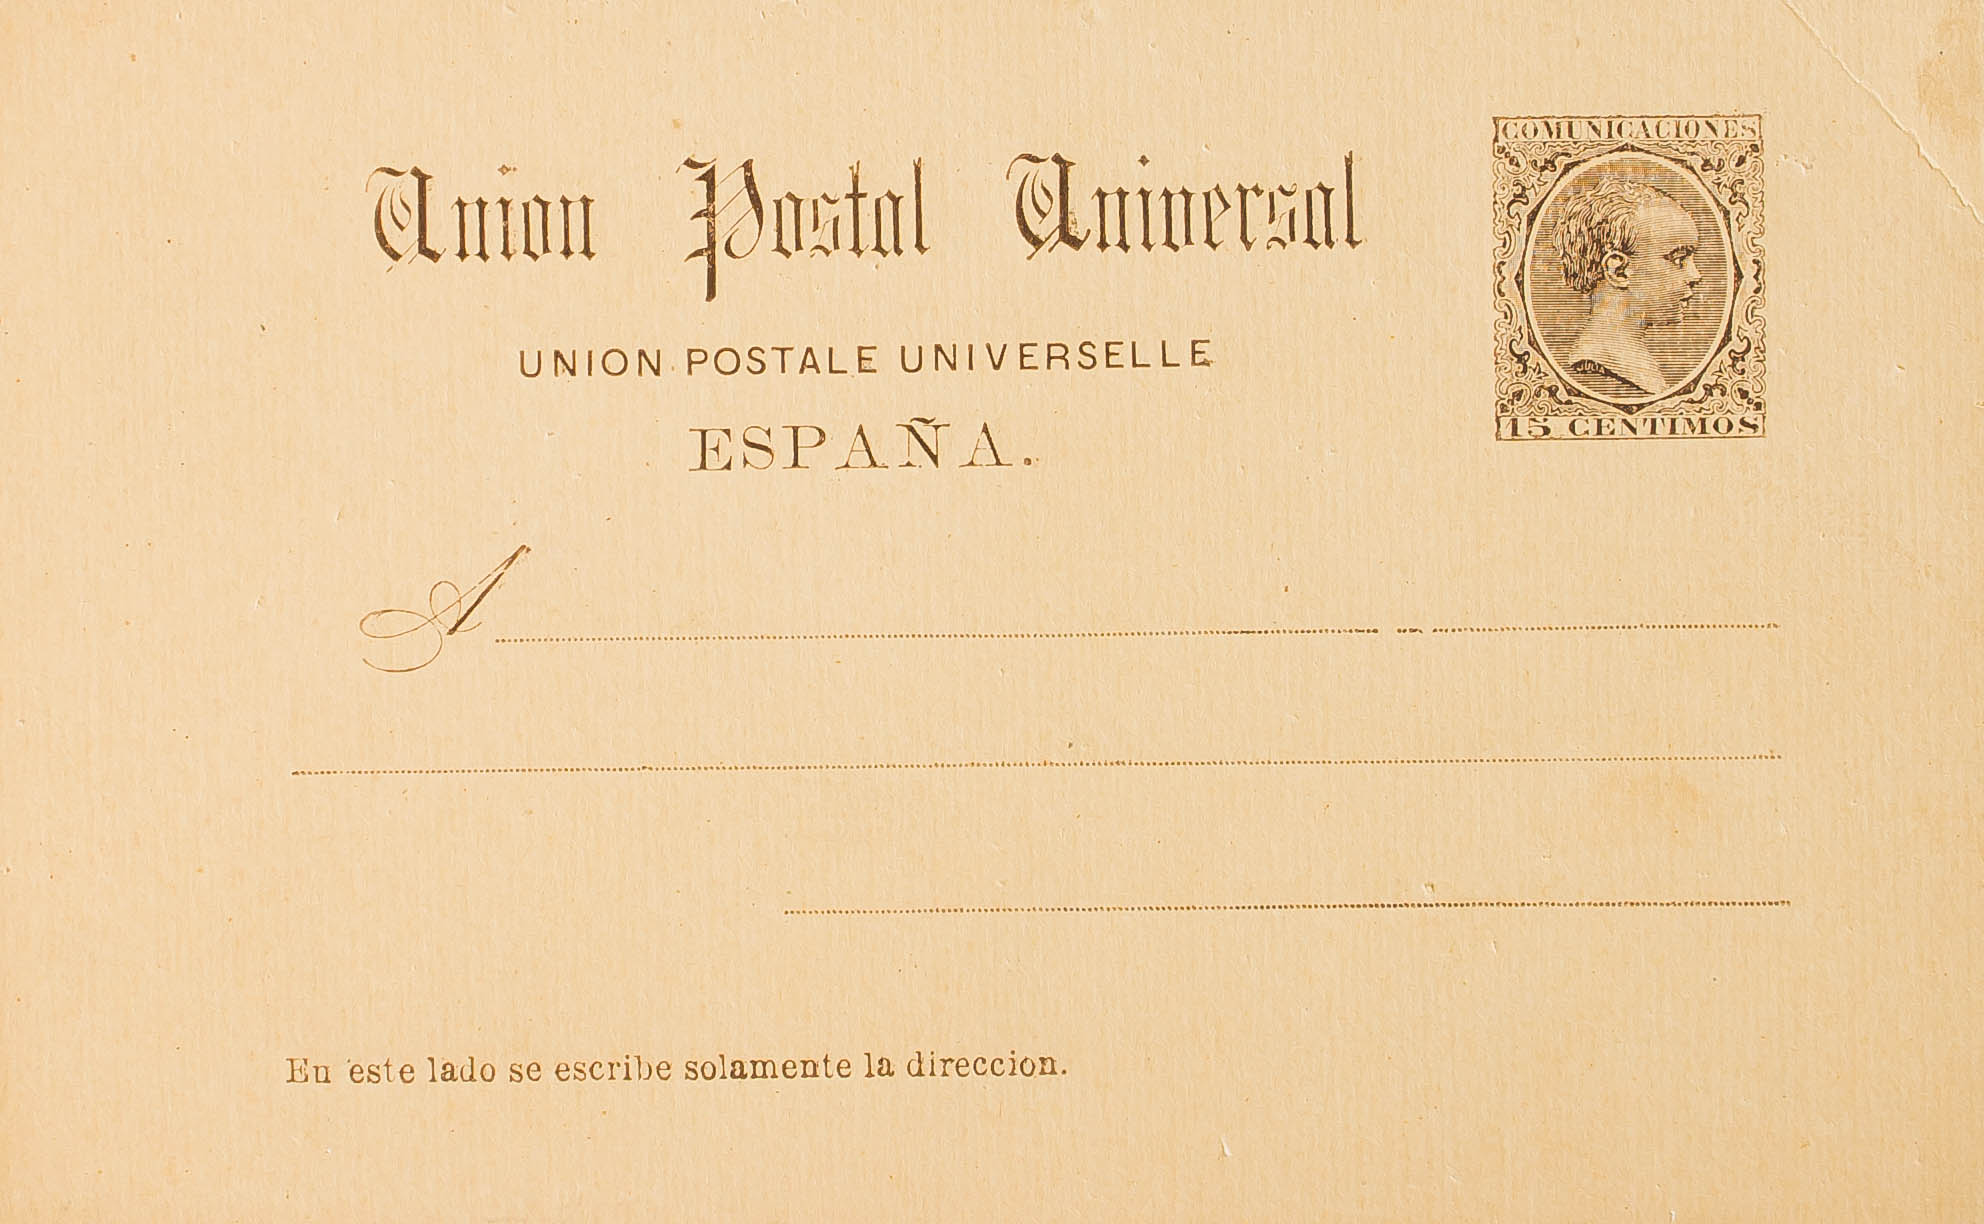 COMUNICACIONES
Union Postal Universal
UNION POSTALE UNIVERSELLE
ESPAÑA.
15 CENTIMOS
A
En este lado se escribe solamente la direccion.